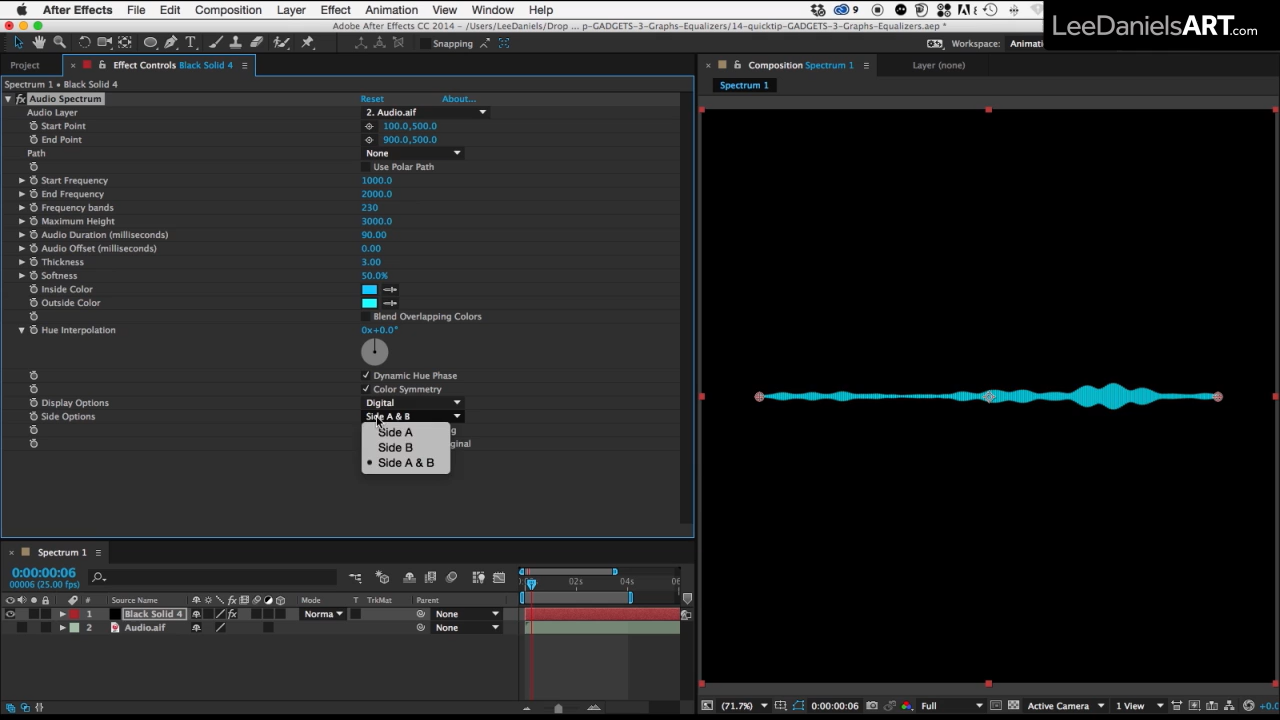 After Effects File Edit Composition Layer Effect Animation View Window Help 9
LeeDanielsART.com
Adobe After Effects CC 2014 - /Users/LeeDaniels/Drop p-GADGETS-3-Graphs-Equalizers/14-quicktip-GADGETS-3-Graphs-Equalizers.aep *
Snapping Workspace: Animati
Project × Effect Controls Black Solid 4
× Composition Spectrum 1 Layer (none)
Spectrum 1 • Black Solid 4
Spectrum 1
fx Audio Spectrum Reset About...
Audio Layer 2. Audio.aif
Start Point 100.0,500.0
End Point 900.0,500.0
Path None
Use Polar Path
Start Frequency 1000.0
End Frequency 2000.0
Frequency bands 230
Maximum Height 3000.0
Audio Duration (milliseconds) 90.00
Audio Offset (milliseconds) 0.00
Thickness 3.00
Softness 50.0%
Inside Color
Outside Color
Blend Overlapping Colors
Hue Interpolation 0x+0.0°
Dynamic Hue Phase
Color Symmetry
Display Options Digital
Side Options Side A & B
Side A
g
ginal
Side B
Side A & B
× Spectrum 1
0:00:00:06
00006 (25.00 fps)
02s 04s 06
# Source Name Mode T TrkMat Parent
1 Black Solid 4 fx Norma None
2 Audio.aif None
(71.7%) 0:00:00:06 Full Active Camera 1 View +0.0